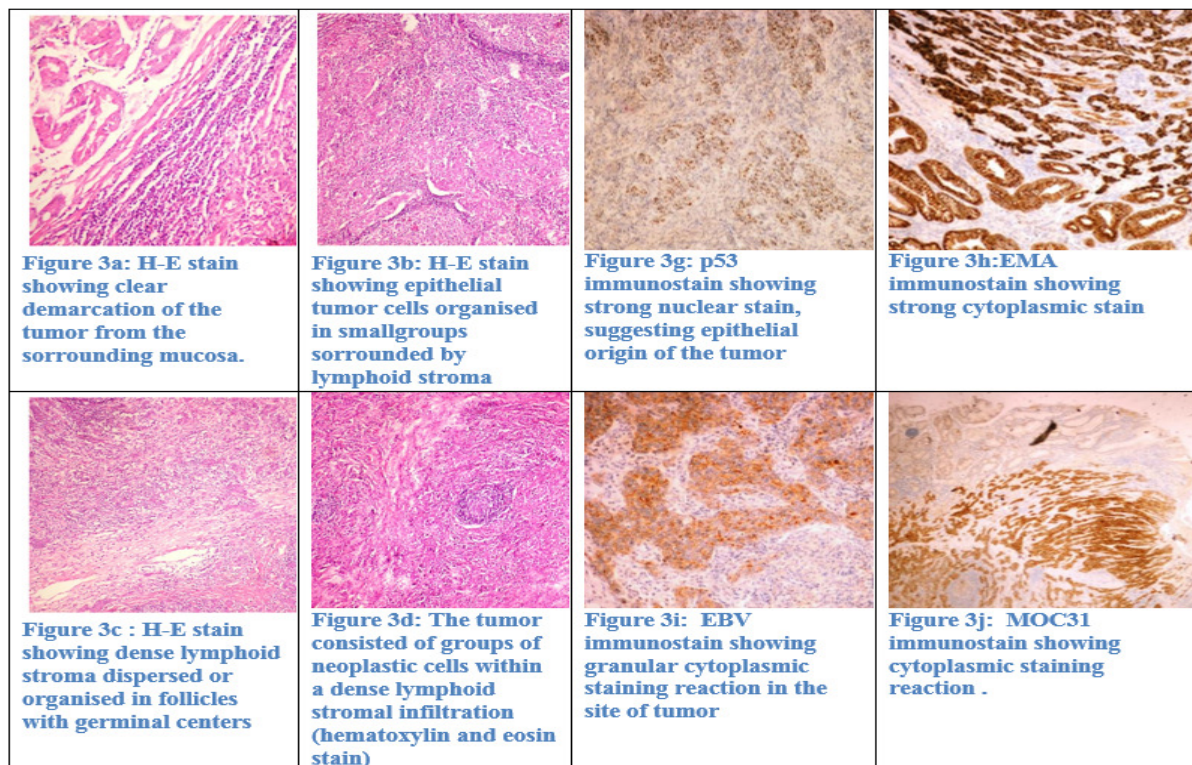 Figure 3a: H-E stain
showing clear
demarcation of the
tumor from the
sorrounding mucosa.
Figure 3b: H-E stain
showing epithelial
tumor cells organised
in smallgroups
sorrounded by
lymphoid stroma
Figure 3g: p53
immunostain showing
strong nuclear stain,
suggesting epithelial
origin of the tumor
Figure 3h:EMA
immunostain showing
strong cytoplasmic stain
Figure 3c : H-E stain
showing dense lymphoid
stroma dispersed or
organised in follicles
with germinal centers
Figure 3d: The tumor
consisted of groups of
neoplastic cells within
a dense lymphoid
stromal infiltration
(hematoxylin and eosin
stain)
Figure 3i:  EBV
immunostain showing
granular cytoplasmic
staining reaction in the
site of tumor
Figure 3j:  MOC31
immunostain showing
cytoplasmic staining
reaction .